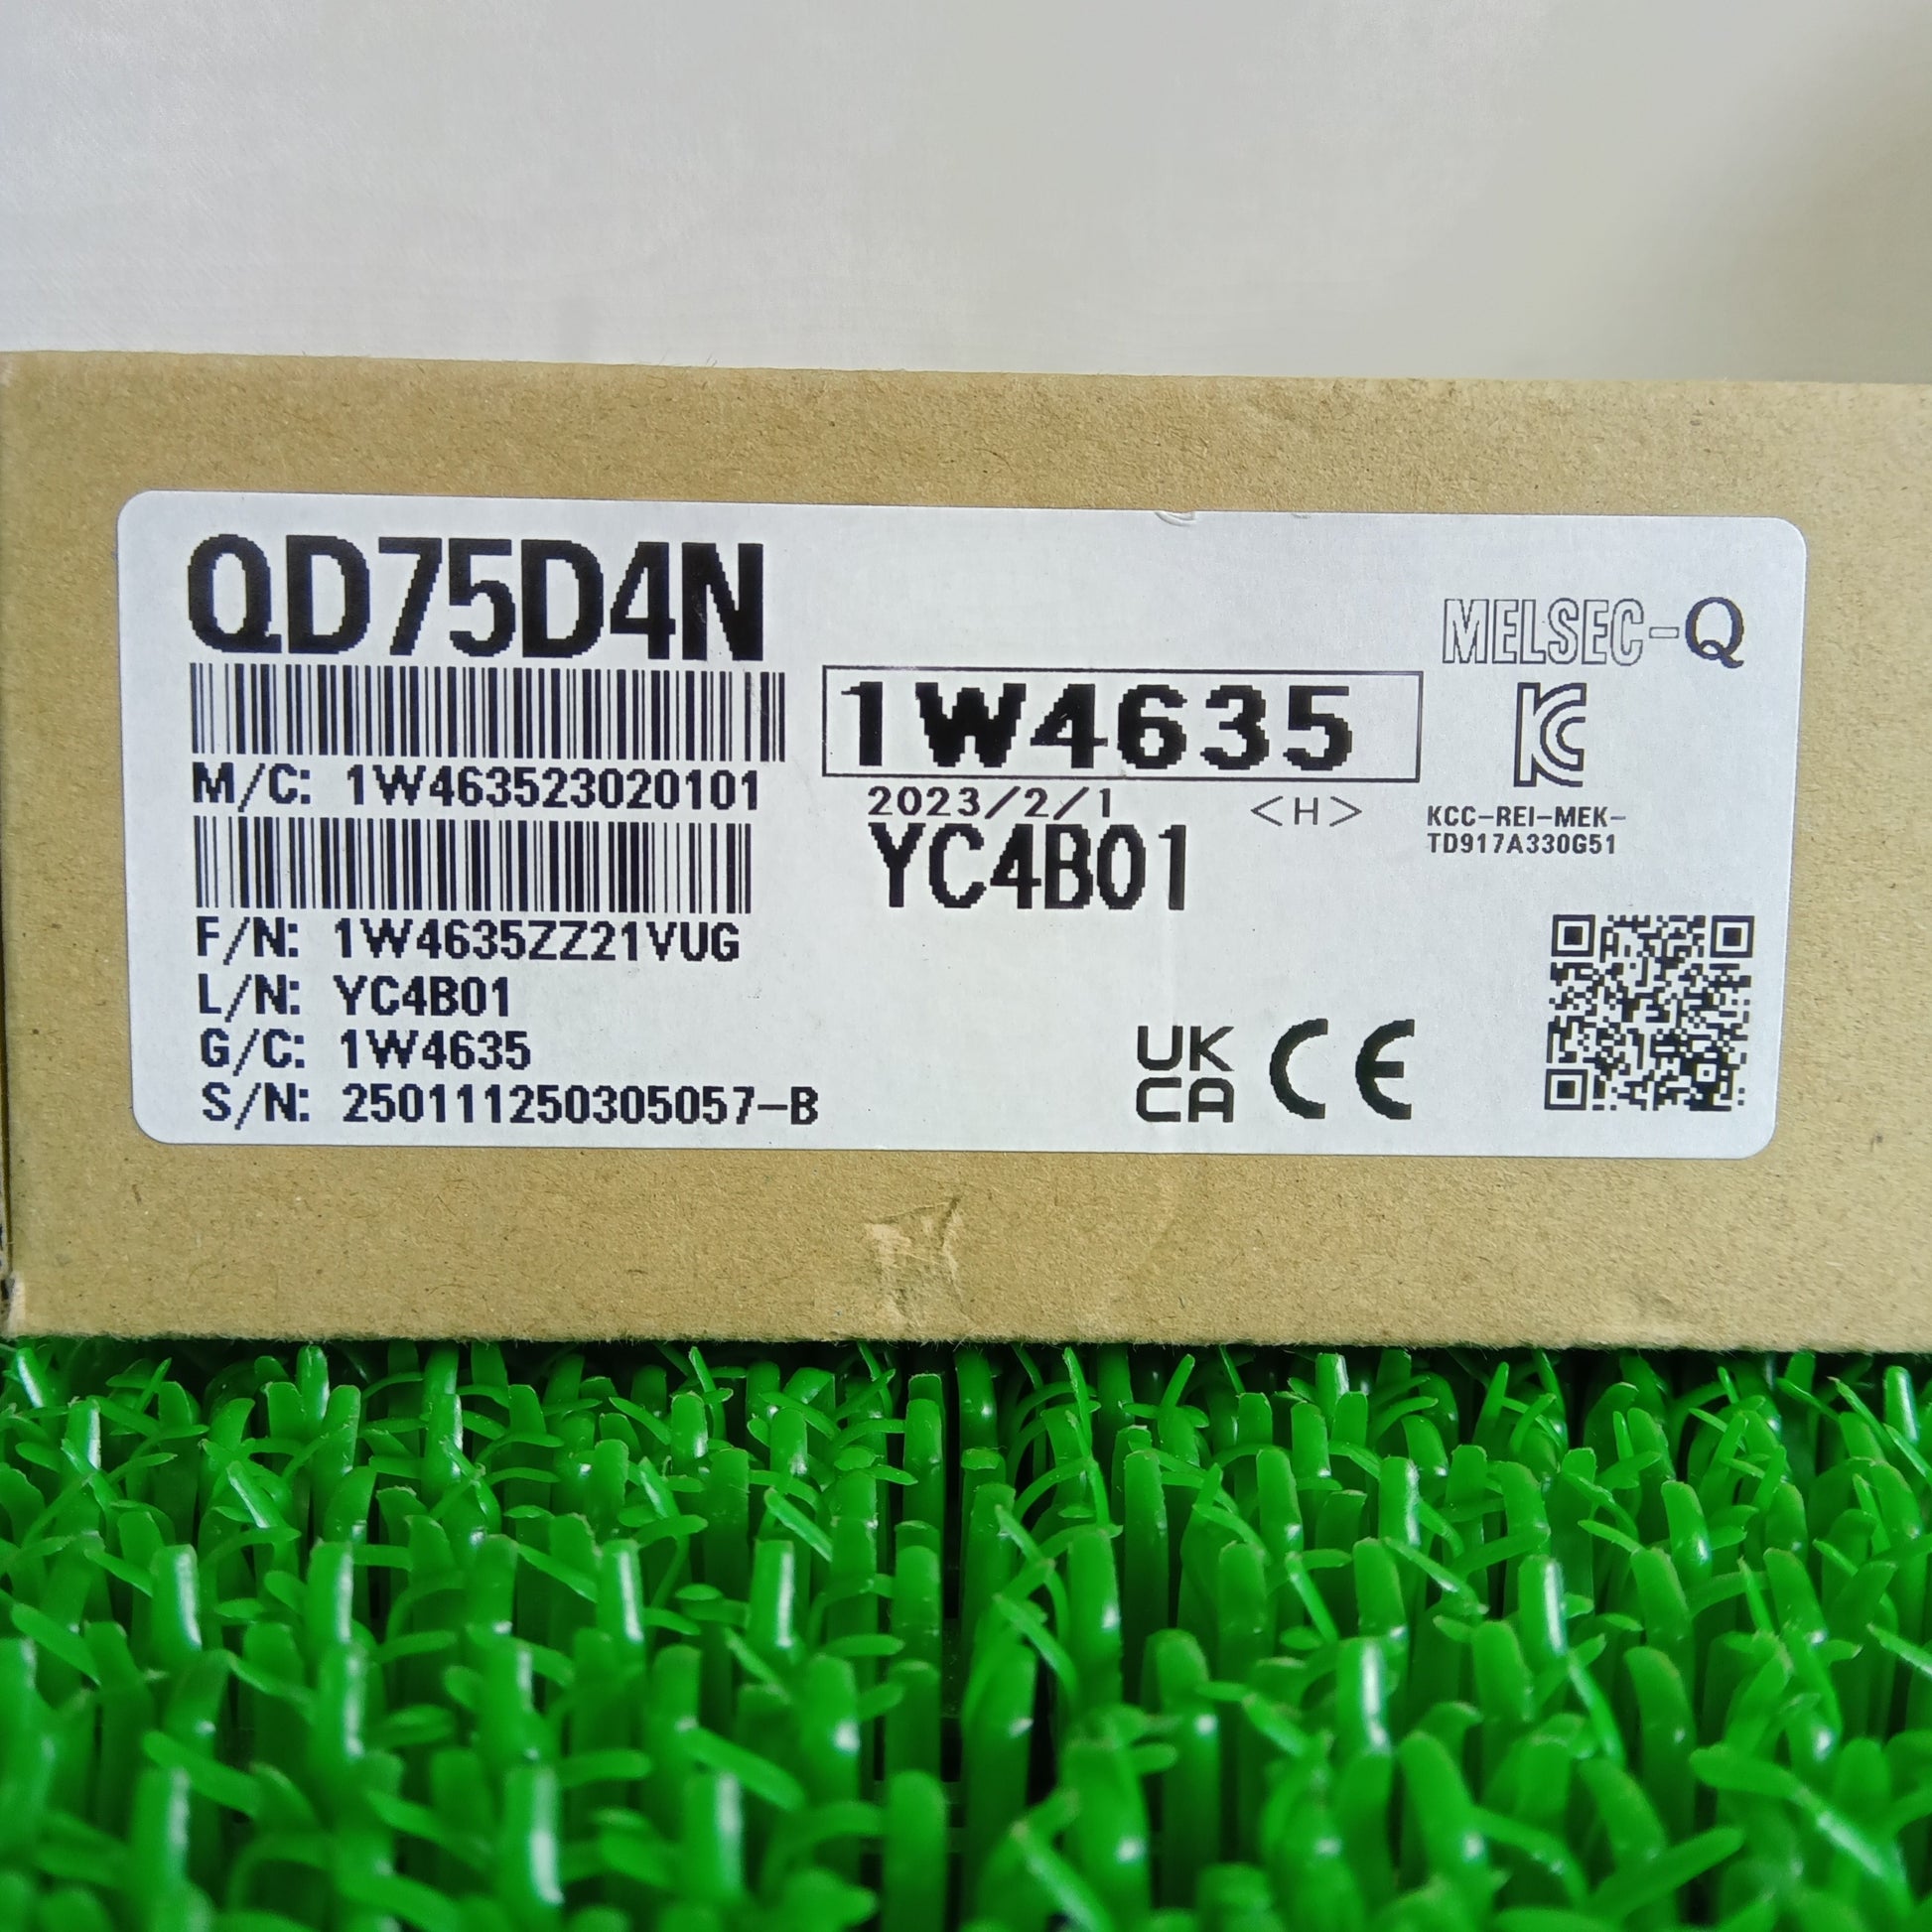 QD75D4N
MELSEC-Q
1W4635
M/C: 1W463523020101
2023/2/1 <H>
KCC-REI-MEK-
TD917A330G51
YC4B01
F/N: 1W4635ZZ21VUG
L/N: YC4B01
G/C: 1W4635
S/N: 250111250305057-B
UK
CA
CE